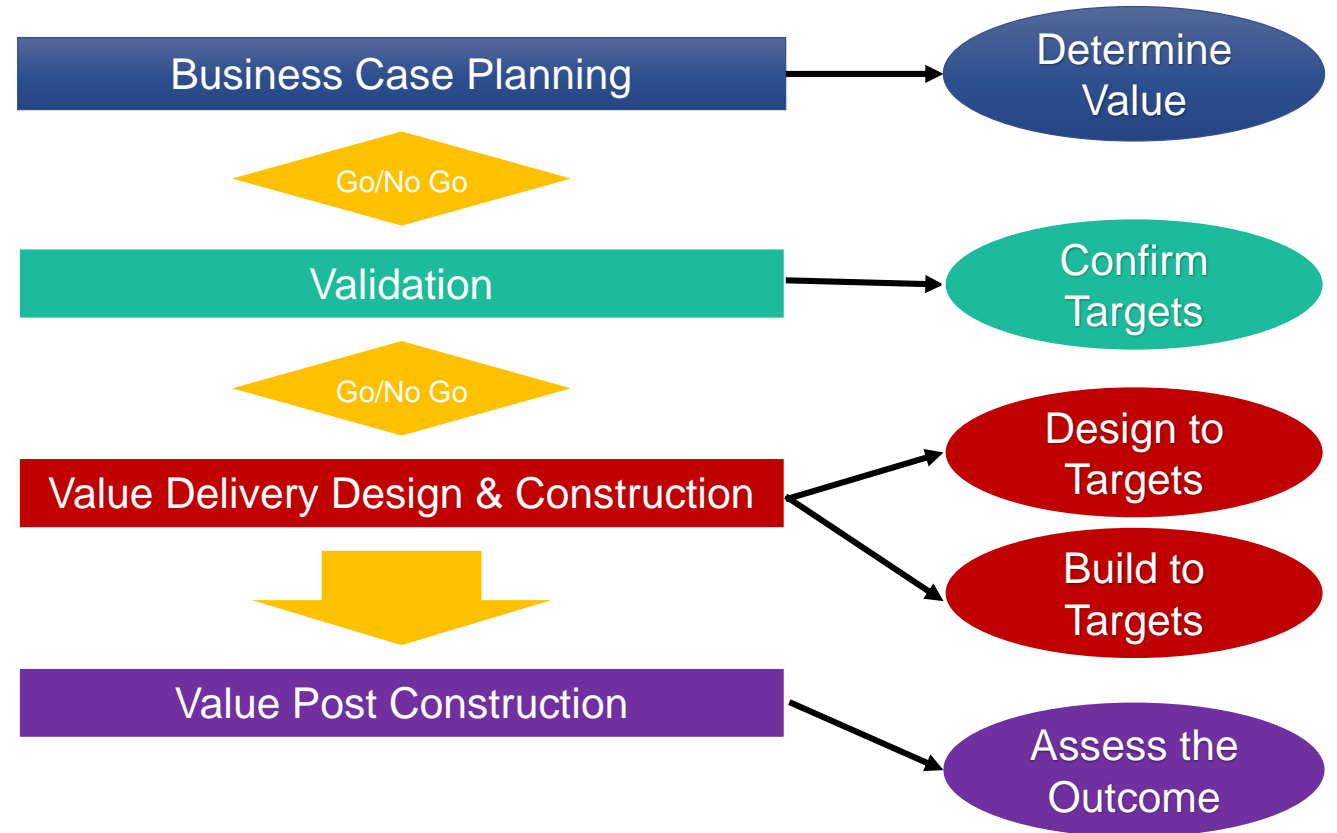 Business Case Planning
Determine
Value
Go/No Go
Validation
Confirm
Targets
Go/No Go
Value Delivery Design & Construction
Design to
Targets
Build to
Targets
Value Post Construction
Assess the
Outcome